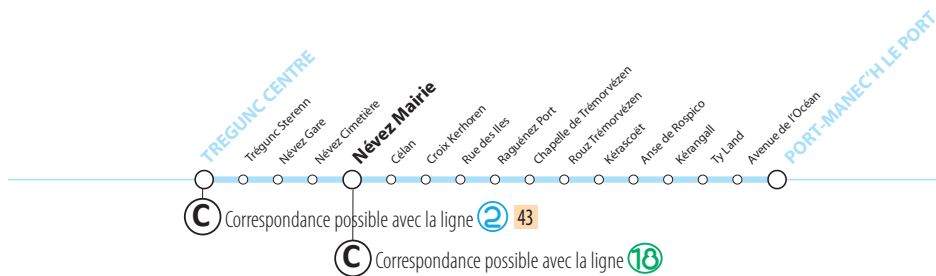 TREGUNC CENTRE
Trégunc Sterenn
Névez Gare
Névez Cimetière
Névez Mairie
Célan
Croix Kerhoren
Rue des Iles
Raguénez Port
Chapelle de Trémorvézen
Rouz Trémorvézen
Kérascoët
Anse de Rospico
Kérangall
Ty Land
Avenue de l'Océan
PORT-MANEC'H LE PORT
C Correspondance possible avec la ligne 2 43
C Correspondance possible avec la ligne 18